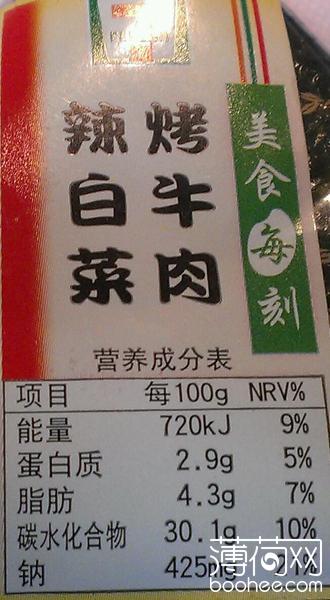 辣白菜
烤牛肉
美食每刻
营养成分表
项目 每100g NRV%
能量 720kJ 9%
蛋白质 2.9g 5%
脂肪 4.3g 7%
碳水化合物 30.1g 10%
钠 425mg 21%
薄荷网
boohee.com